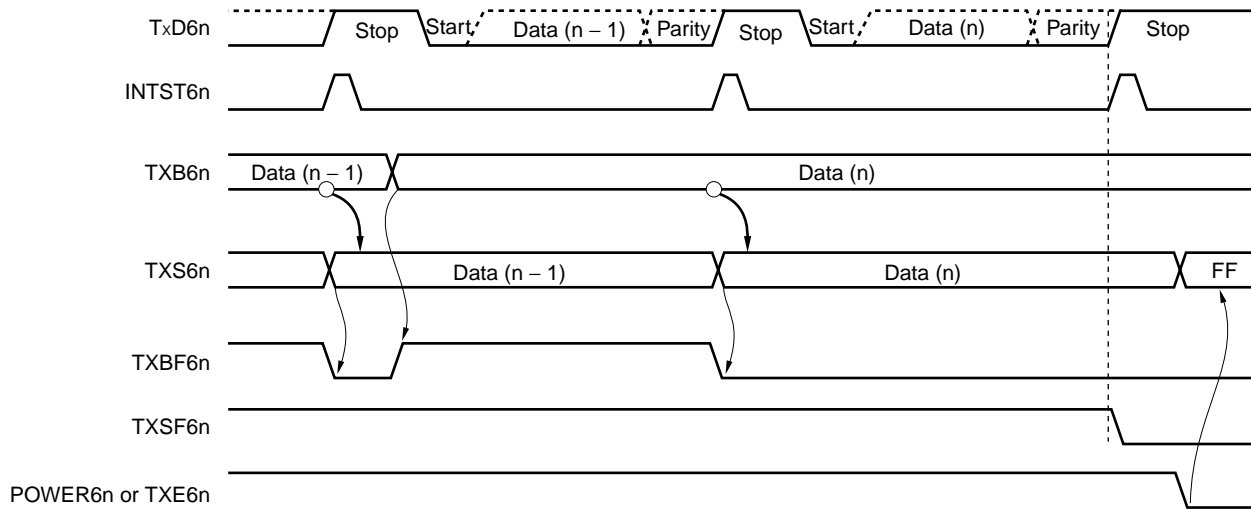 TxD6n Stop Start Data (n − 1) Parity Stop Start Data (n) Parity Stop
INTST6n
TXB6n Data (n − 1) Data (n)
TXS6n Data (n − 1) Data (n) FF
TXBF6n
TXSF6n
POWER6n or TXE6n